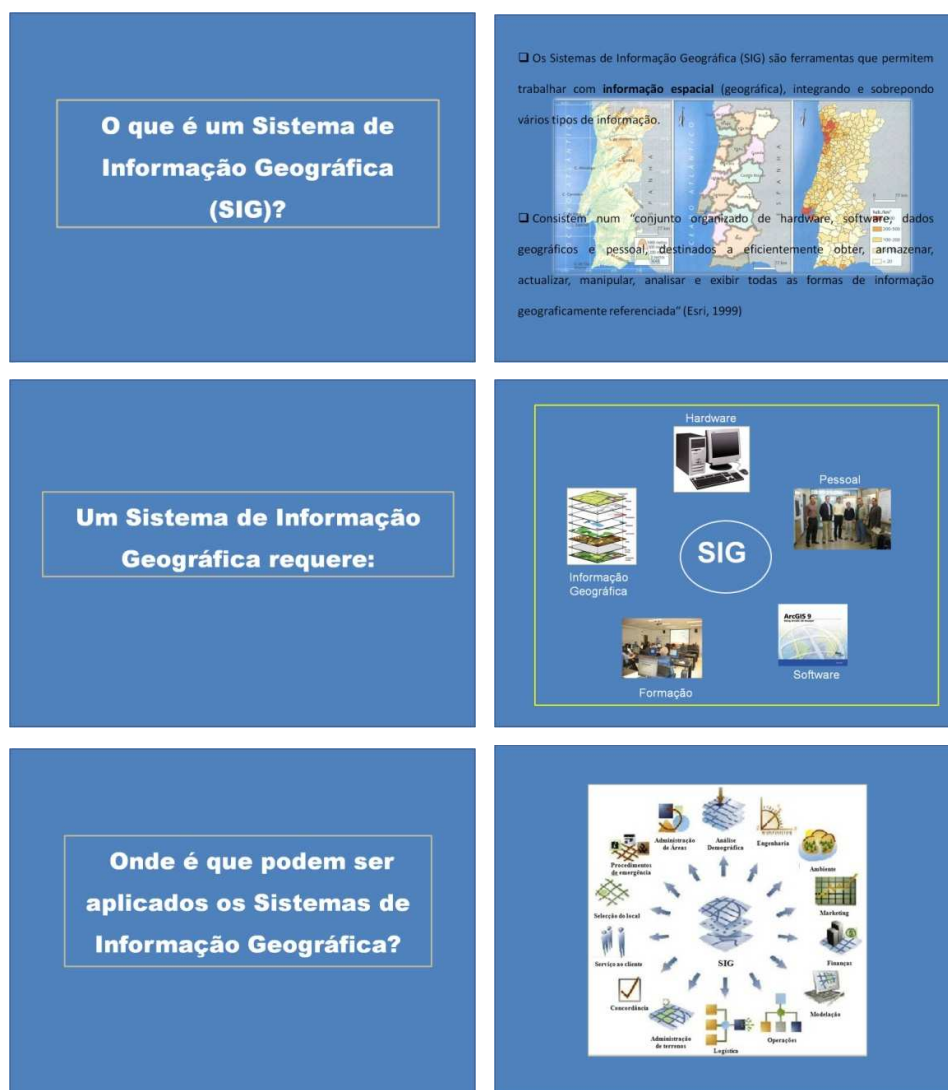 O que é um Sistema de
Informação Geográfica
(SIG)?
❑ Os Sistemas de Informação Geográfica (SIG) são ferramentas que permitem
trabalhar com informação espacial (geográfica), integrando e sobrepondo
vários tipos de informação.
❑ Consistem num "conjunto organizado de hardware, software, dados
geográficos e pessoal, destinados a eficientemente obter, armazenar,
actualizar, manipular, analisar e exibir todas as formas de informação
geograficamente referenciada" (Esri, 1999)
Um Sistema de Informação
Geográfica requere:
Hardware
Pessoal
SIG
Informação
Geográfica
ArcGIS 9
Software
Formação
Onde é que podem ser
aplicados os Sistemas de
Informação Geográfica?
Administração
de Áreas
Análise
Demográfica
Engenharia
Procedimentos
de emergência
Ambiente
Selecção do local
Marketing
Serviço ao cliente
SIG
Finanças
Concordância
Modelação
Administração
de terrenos
Logística
Operações